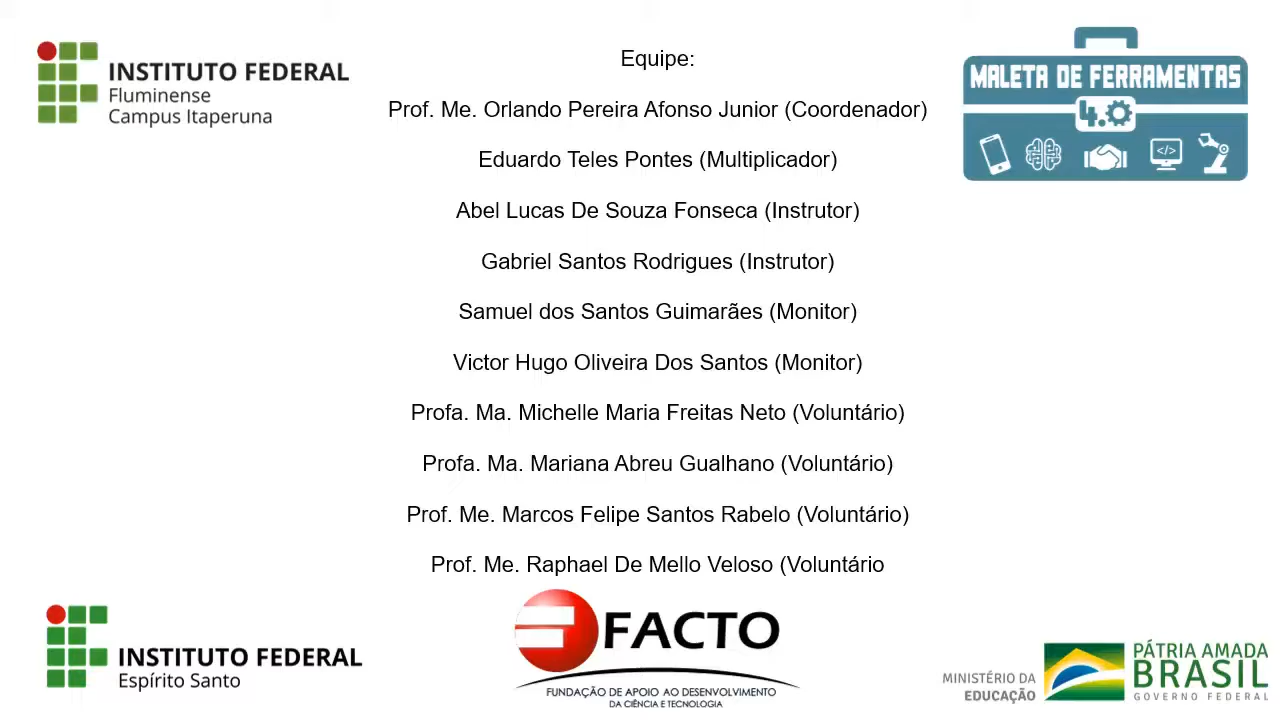 INSTITUTO FEDERAL
Fluminense
Campus Itaperuna
Equipe:
Prof. Me. Orlando Pereira Afonso Junior (Coordenador)
Eduardo Teles Pontes (Multiplicador)
Abel Lucas De Souza Fonseca (Instrutor)
Gabriel Santos Rodrigues (Instrutor)
Samuel dos Santos Guimarães (Monitor)
Victor Hugo Oliveira Dos Santos (Monitor)
Profa. Ma. Michelle Maria Freitas Neto (Voluntário)
Profa. Ma. Mariana Abreu Gualhano (Voluntário)
Prof. Me. Marcos Felipe Santos Rabelo (Voluntário)
Prof. Me. Raphael De Mello Veloso (Voluntário
MALETA DE FERRAMENTAS
4.0
</>
INSTITUTO FEDERAL
Espírito Santo
FACTO
FUNDAÇÃO DE APOIO AO DESENVOLVIMENTO
DA CIÊNCIA E TECNOLOGIA
MINISTÉRIO DA
EDUCAÇÃO
PÁTRIA AMADA
BRASIL
GOVERNO FEDERAL